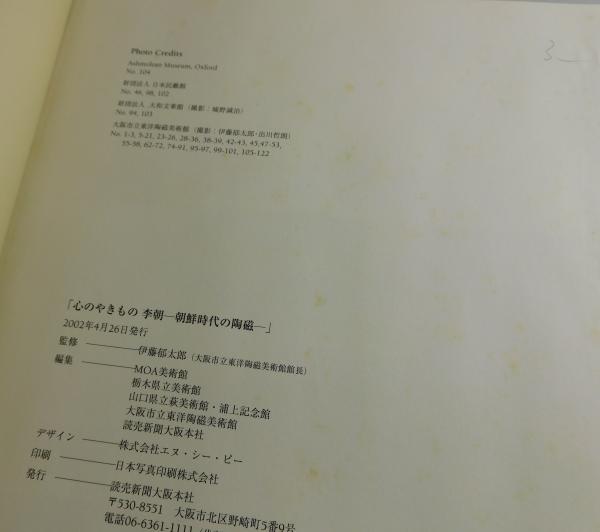 Photo Credits
Ashmolean Museum, Oxford
No. 104
財団法人 日本民藝館
No. 46, 98, 102
財団法人 大和文華館（撮影：城野誠治）
No. 94, 103
大阪市立東洋陶磁美術館（撮影：伊藤郁太郎・出川哲朗）
No. 1-3, 5-21, 23-26, 28-36, 38-39, 42-43, 45,47-53,
55-58, 62-72, 74-91, 95-97, 99-101, 105-122
「心のやきもの 李朝―朝鮮時代の陶磁―」
2002年4月26日発行
監修 ― 伊藤郁太郎（大阪市立東洋陶磁美術館館長）
編集 ― MOA美術館
栃木県立美術館
山口県立萩美術館・浦上記念館
大阪市立東洋陶磁美術館
読売新聞大阪本社
デザイン ― 株式会社エヌ・シー・ピー
印刷 ― 日本写真印刷株式会社
発行 ― 読売新聞大阪本社
〒530-8551 大阪市北区野崎町5番9号
電話06-6361-1111